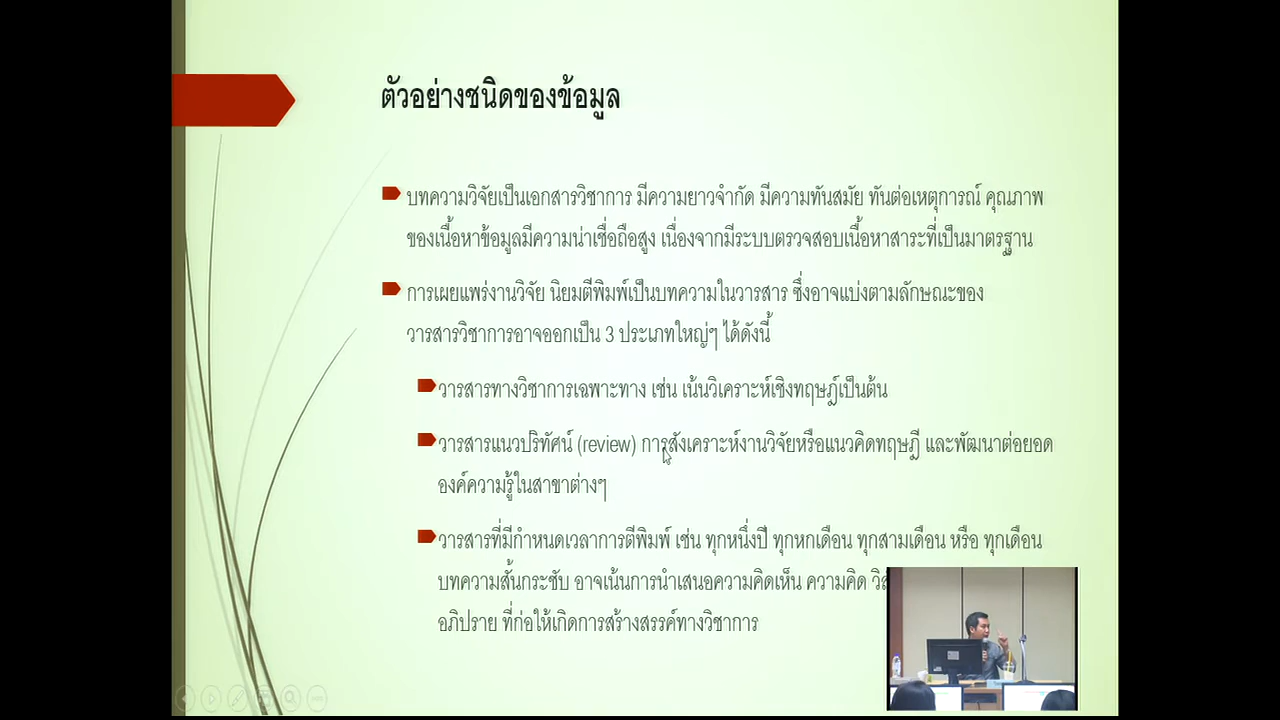 ตัวอย่างชนิดของข้อมูล
บทความวิจัยเป็นเอกสารวิชาการ มีความยาวจำกัด มีความทันสมัย ทันต่อเหตุการณ์ คุณภาพ
ของเนื้อหาข้อมูลมีความน่าเชื่อถือสูง เนื่องจากมีระบบตรวจสอบเนื้อหาสาระที่เป็นมาตรฐาน
การเผยแพร่งานวิจัย นิยมตีพิมพ์เป็นบทความในวารสาร ซึ่งอาจแบ่งตามลักษณะของ
วารสารวิชาการอาจออกเป็น 3 ประเภทใหญ่ๆ ได้ดังนี้
วารสารทางวิชาการเฉพาะทาง เช่น เน้นวิเคราะห์เชิงทฤษฎ์เป็นต้น
วารสารแนวปริทัศน์ (review) การสังเคราะห์งานวิจัยหรือแนวคิดทฤษฎี และพัฒนาต่อยอด
องค์ความรู้ในสาขาต่างๆ
วารสารที่มีกำหนดเวลาการตีพิมพ์ เช่น ทุกหนึ่งปี ทุกหกเดือน ทุกสามเดือน หรือ ทุกเดือน
บทความสั้นกระชับ อาจเน้นการนำเสนอความคิดเห็น ความคิด
อภิปราย ที่ก่อให้เกิดการสร้างสรรค์ทางวิชาการ